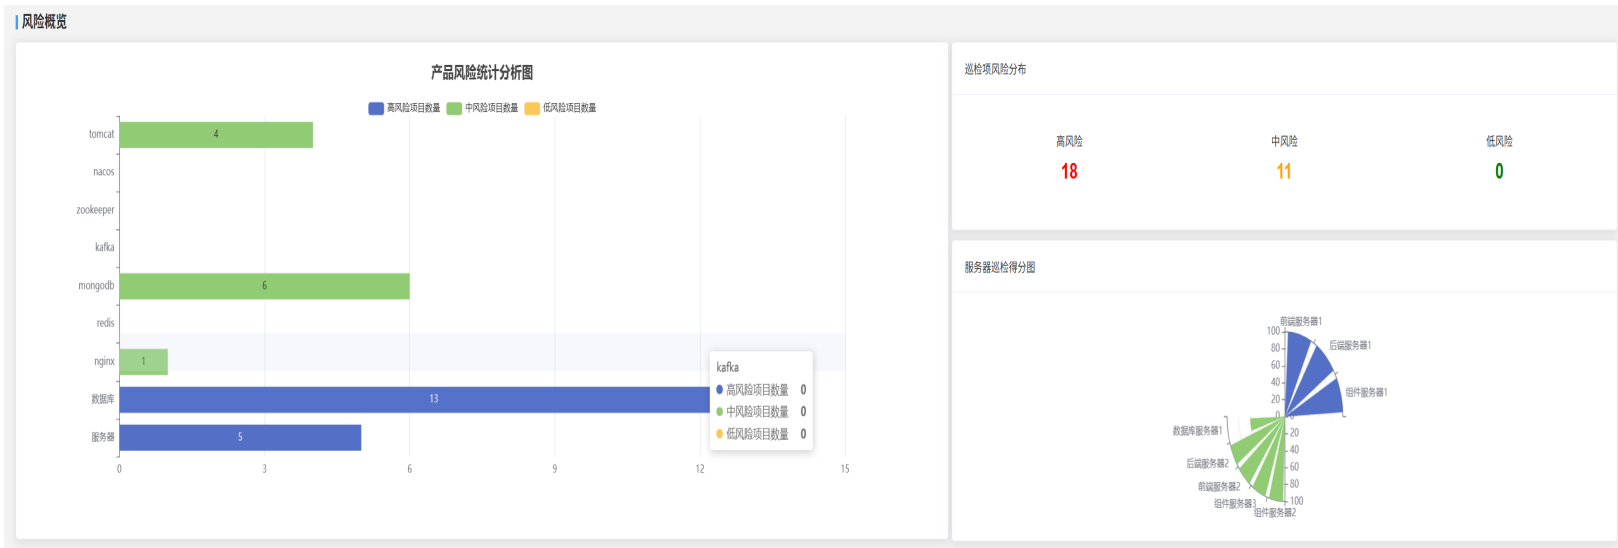 风险概览
产品风险统计分析图
高风险项目数量 中风险项目数量 低风险项目数量
tomcat 4
nacos
zookeeper
kafka
mongodb 6
redis
nginx 1
数据库 13
服务器 5
0 3 6 9 12 15
kafka
高风险项目数量 0
中风险项目数量 0
低风险项目数量 0
巡检项风险分布
高风险 中风险 低风险
18 11 0
服务器巡检得分图
前端服务器1
后端服务器1
组件服务器1
100
80
60
40
20
0
0
20
40
60
80
100
数据库服务器1
后端服务器2
前端服务器2
组件服务器3
组件服务器2